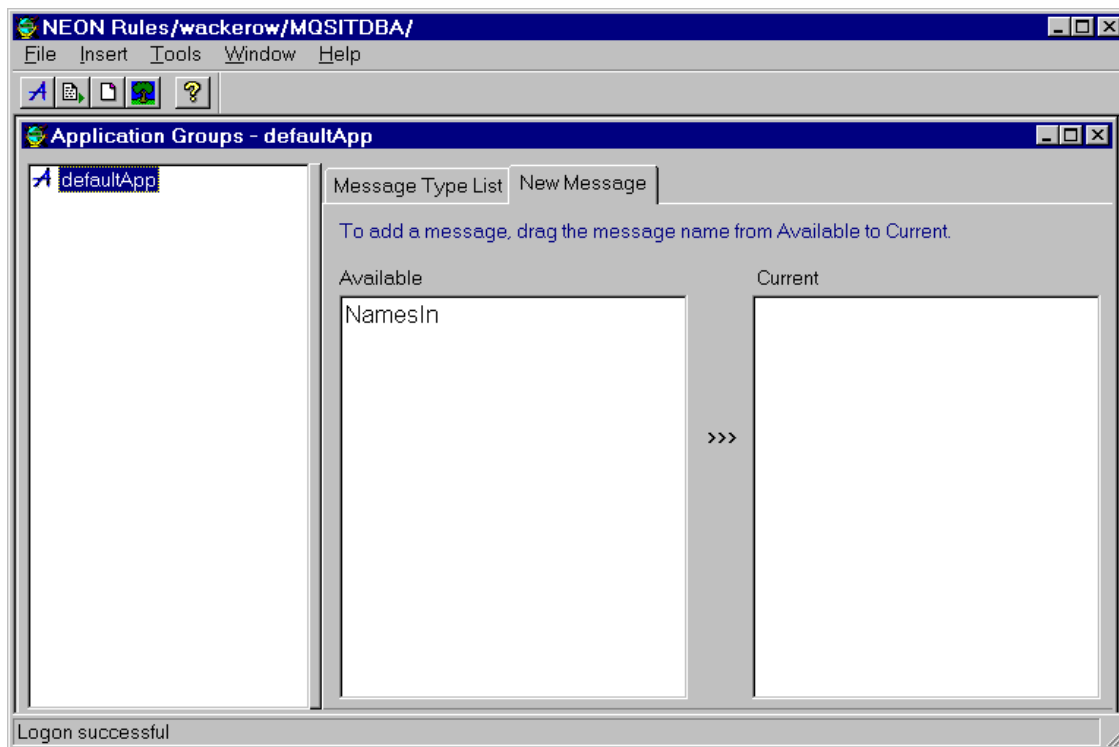 NEON Rules/wackerow/MQSITDBA/
File Insert Tools Window Help
Application Groups - defaultApp
defaultApp
Message Type List New Message
To add a message, drag the message name from Available to Current.
Available Current
NamesIn
>>>
Logon successful